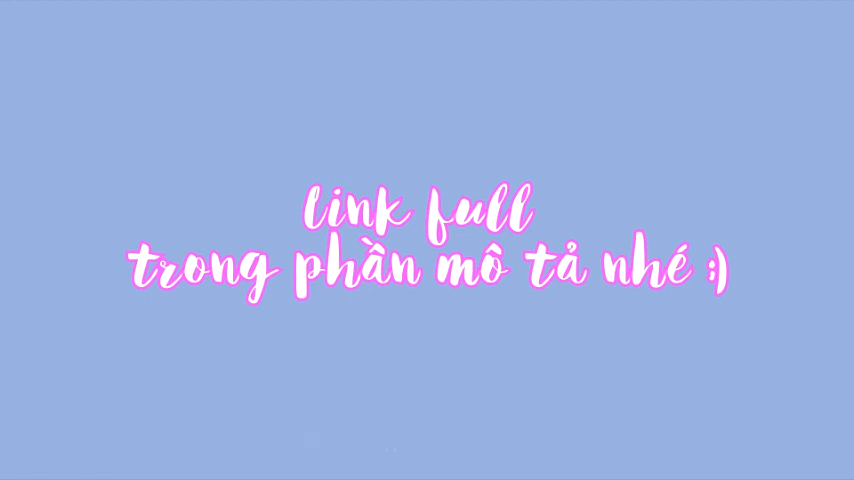 link full
trong phần mô tả nhé :)